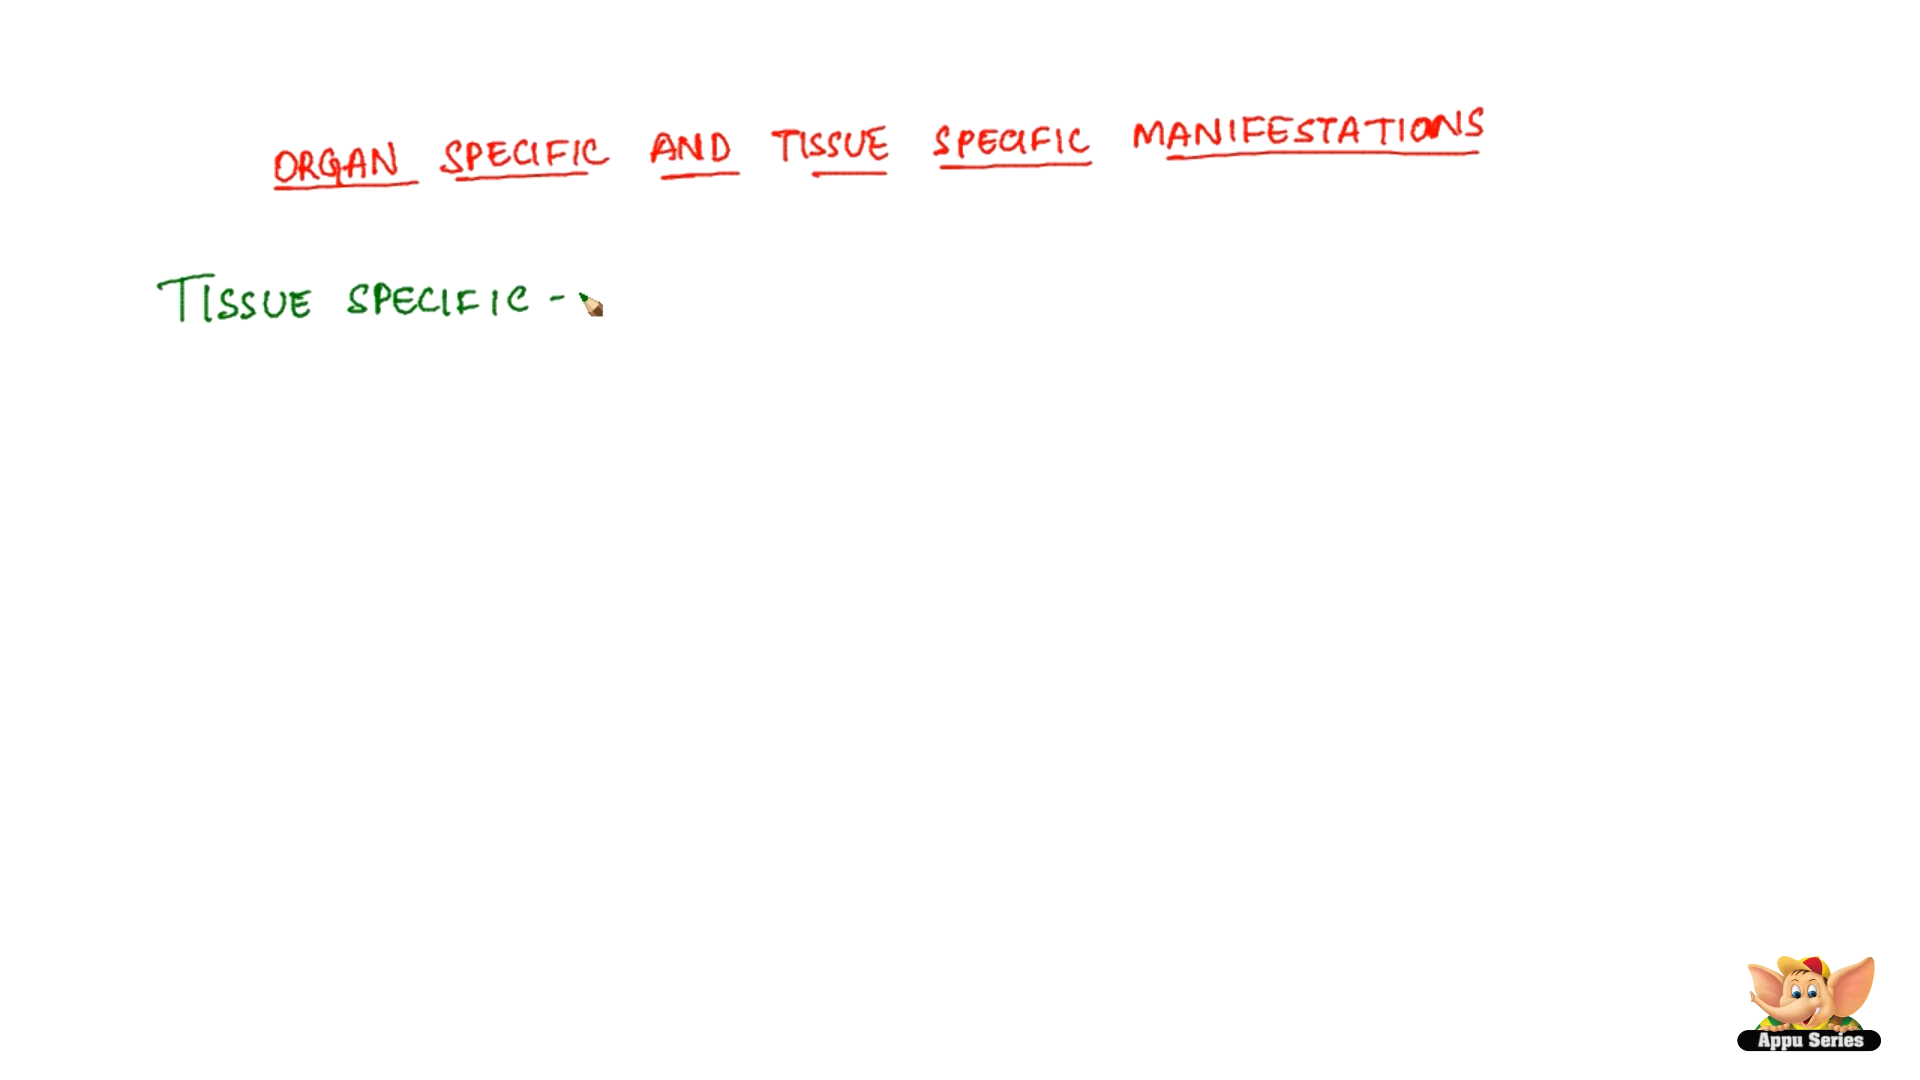 ORGAN SPECIFIC AND TISSUE SPECIFIC MANIFESTATIONS
TISSUE SPECIFIC -
Appu Series